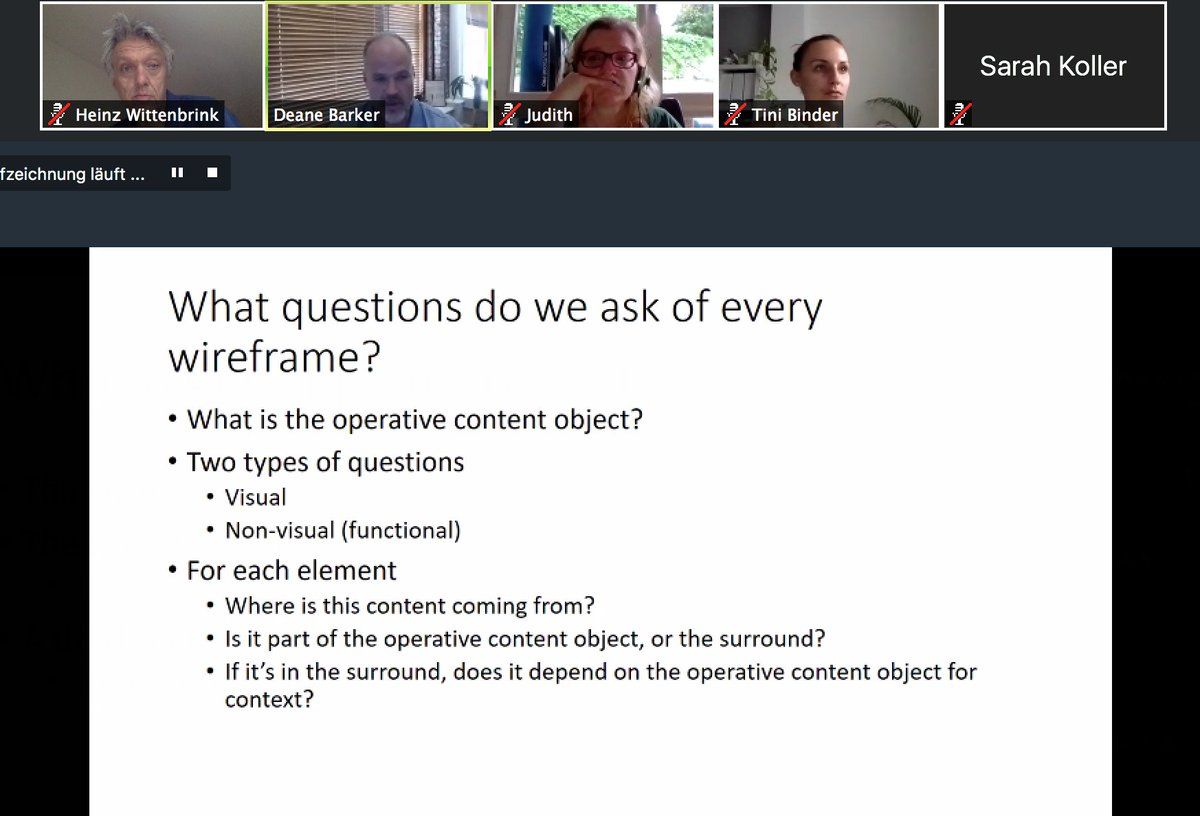 Heinz Wittenbrink
Deane Barker
Judith
Tini Binder
Sarah Koller
fzeichnung läuft ...
What questions do we ask of every
wireframe?
• What is the operative content object?
• Two types of questions
• Visual
• Non-visual (functional)
• For each element
• Where is this content coming from?
• Is it part of the operative content object, or the surround?
• If it’s in the surround, does it depend on the operative content object for
context?